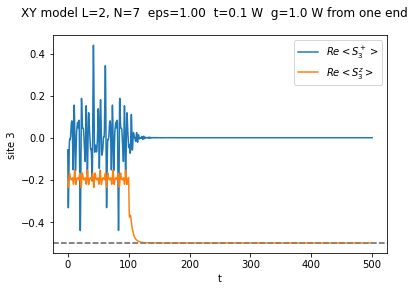 XY model L=2, N=7  eps=1.00  t=0.1 W  g=1.0 W from one end
Re < S_3^+ >
Re < S_3^z >
site 3
0.4
0.2
0.0
−0.2
−0.4
0 100 200 300 400 500
t